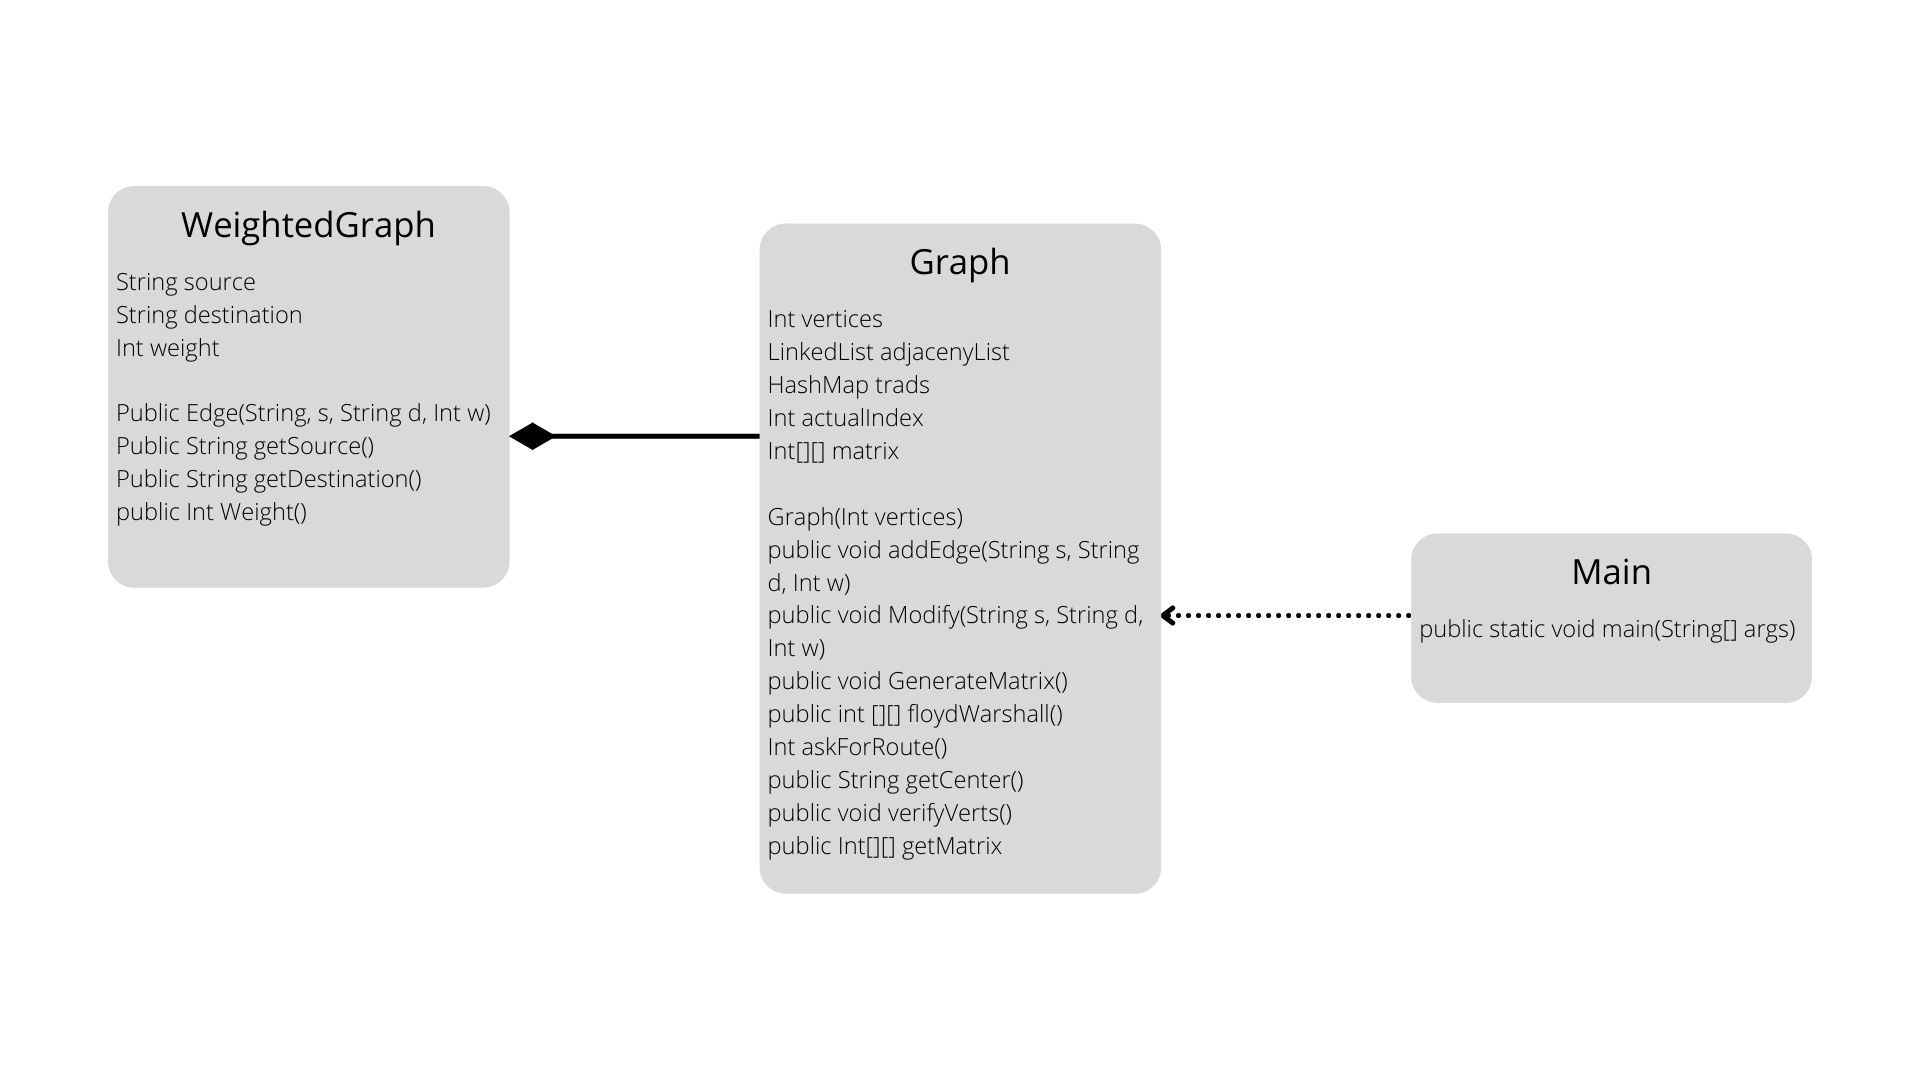 WeightedGraph
String source
String destination
Int weight
Public Edge(String, s, String d, Int w)
Public String getSource()
Public String getDestination()
public Int Weight()
Graph
Int vertices
LinkedList adjacenyList
HashMap trads
Int actualIndex
Int[][] matrix
Graph(Int vertices)
public void addEdge(String s, String
d, Int w)
public void Modify(String s, String d,
Int w)
public void GenerateMatrix()
public int [][] floydWarshall()
Int askForRoute()
public String getCenter()
public void verifyVerts()
public Int[][] getMatrix
Main
public static void main(String[] args)